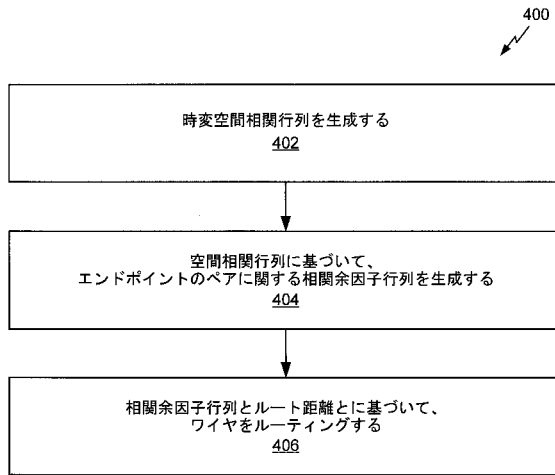 400
時変空間相関行列を生成する
402
空間相関行列に基づいて、
エンドポイントのペアに関する相関余因子行列を生成する
404
相関余因子行列とルート距離とに基づいて、
ワイヤをルーティングする
406